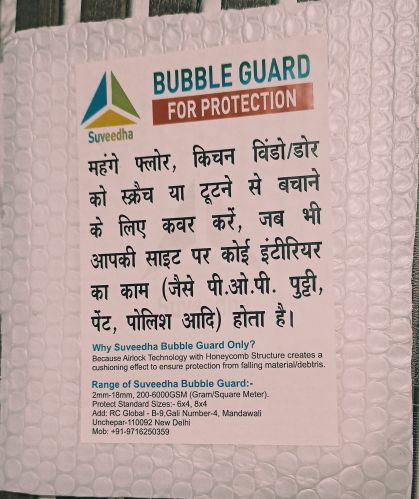 Suveedha
BUBBLE GUARD
FOR PROTECTION
महंगे फ्लोर, किचन विंडो/डोर
को स्क्रैच या टूटने से बचाने
के लिए कवर करें, जब भी
आपकी साइट पर कोई इंटीरियर
का काम (जैसे पी.ओ.पी. पुट्टी,
पेंट, पोलिश आदि) होता है।
Why Suveedha Bubble Guard Only?
Because Airlock Technology with Honeycomb Structure creates a
cushioning effect to ensure protection from falling material/debtris.
Range of Suveedha Bubble Guard:-
2mm-18mm, 200-6000GSM (Gram/Square Meter).
Protect Standard Sizes:- 6x4, 8x4
Add: RC Global - B-9,Gali Number-4, Mandawali
Unchepar-110092 New Delhi
Mob: +91-9716250359